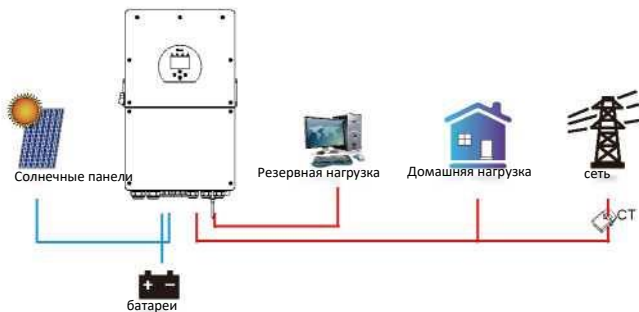 Солнечные панели
Резервная нагрузка
Домашняя нагрузка
сеть
CT
батареи